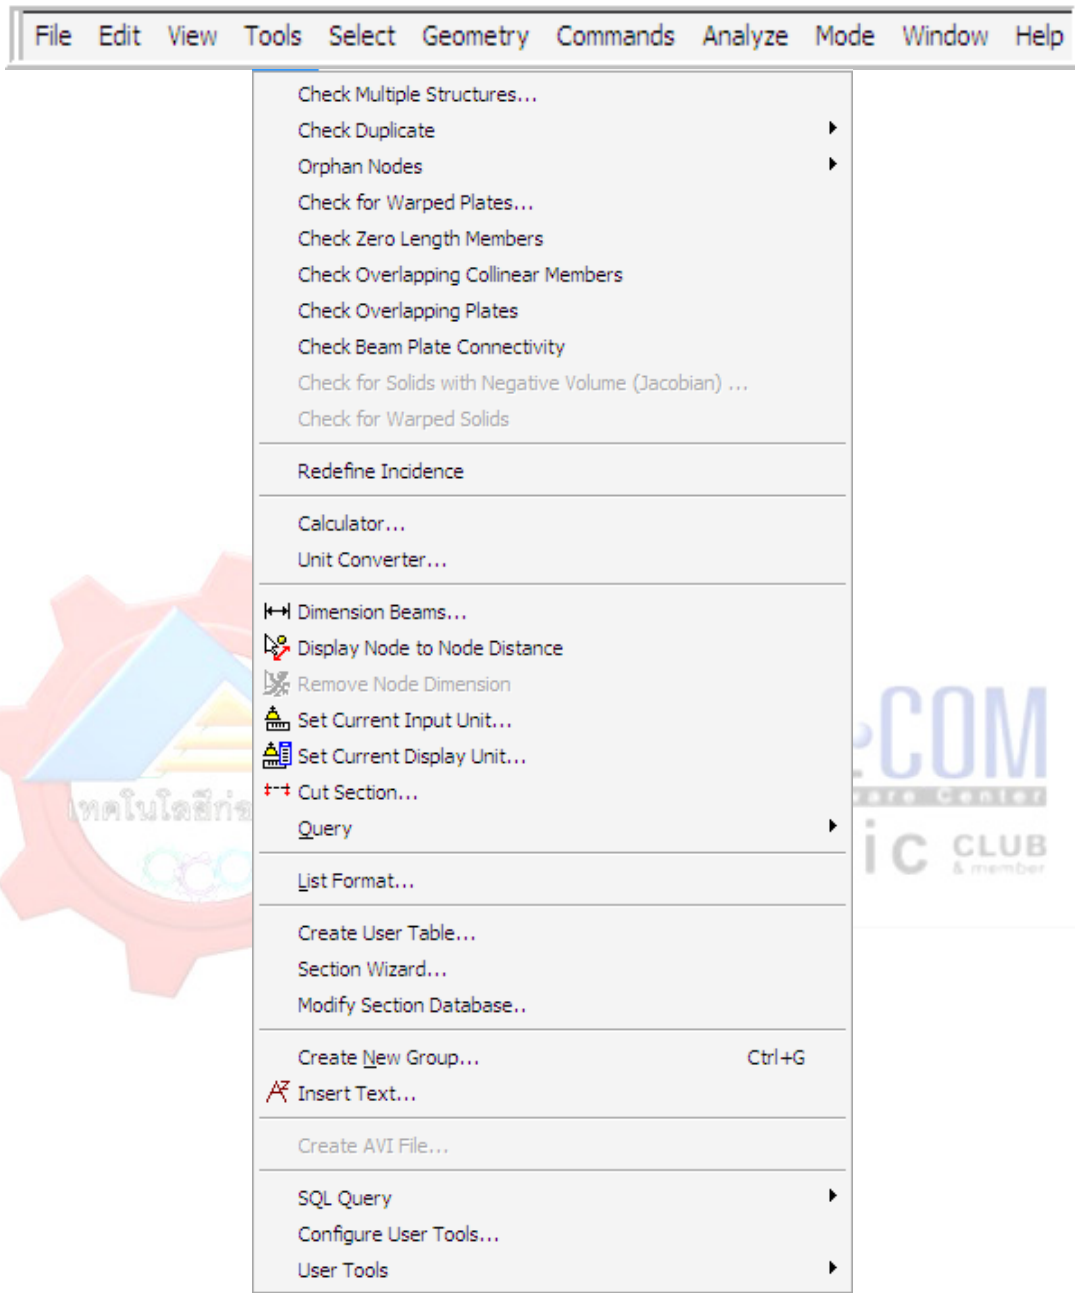 File Edit View Tools Select Geometry Commands Analyze Mode Window Help
Check Multiple Structures...
Check Duplicate
Orphan Nodes
Check for Warped Plates...
Check Zero Length Members
Check Overlapping Collinear Members
Check Overlapping Plates
Check Beam Plate Connectivity
Check for Solids with Negative Volume (Jacobian) ...
Check for Warped Solids
Redefine Incidence
Calculator...
Unit Converter...
Dimension Beams...
Display Node to Node Distance
Remove Node Dimension
Set Current Input Unit...
Set Current Display Unit...
Cut Section...
Query
List Format...
Create User Table...
Section Wizard...
Modify Section Database..
Create New Group... Ctrl+G
Insert Text...
Create AVI File...
SQL Query
Configure User Tools...
User Tools
COM
Center
CLUB
& member